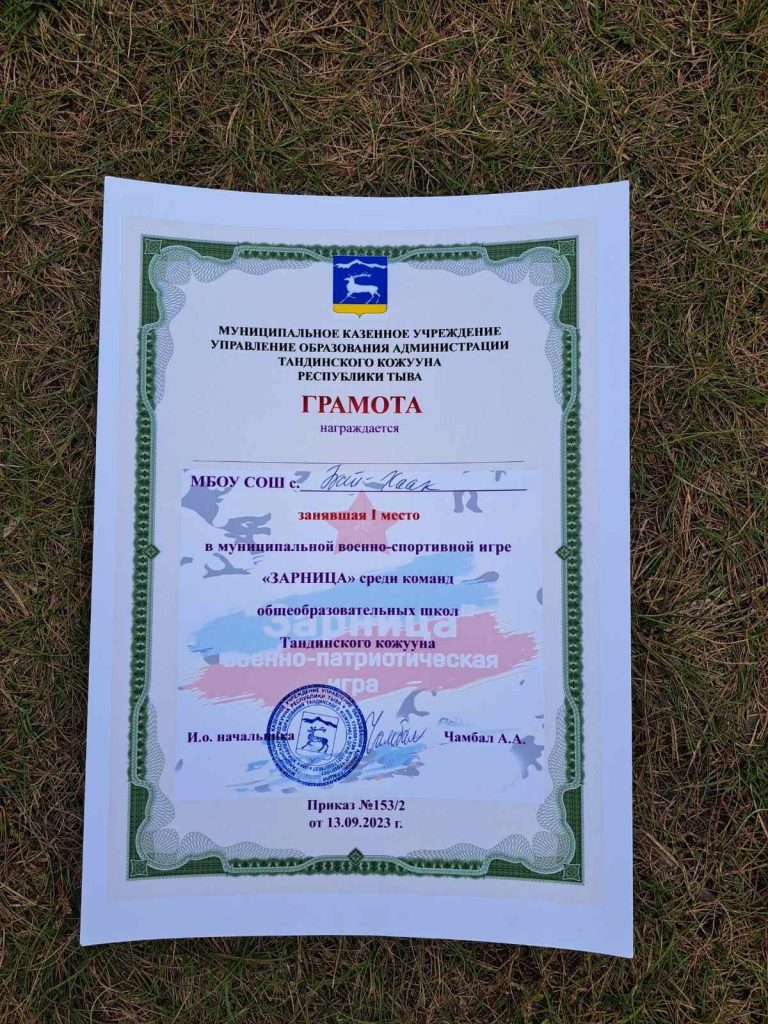 МУНИЦИПАЛЬНОЕ КАЗЕННОЕ УЧРЕЖДЕНИЕ
УПРАВЛЕНИЕ ОБРАЗОВАНИЯ АДМИНИСТРАЦИИ
ТАНДИНСКОГО КОЖУУНА
РЕСПУБЛИКИ ТЫВА
ГРАМОТА
награждается
МБОУ СОШ с. Бай-Хаак
занявшая I место
в муниципальной военно-спортивной игре
«ЗАРНИЦА» среди команд
общеобразовательных школ
"Зарница"
Тандинского кожууна
военно-патриотическая
игра
И.о. начальника Чамбал Чамбал А.А.
Приказ №153/2
от 13.09.2023 г.